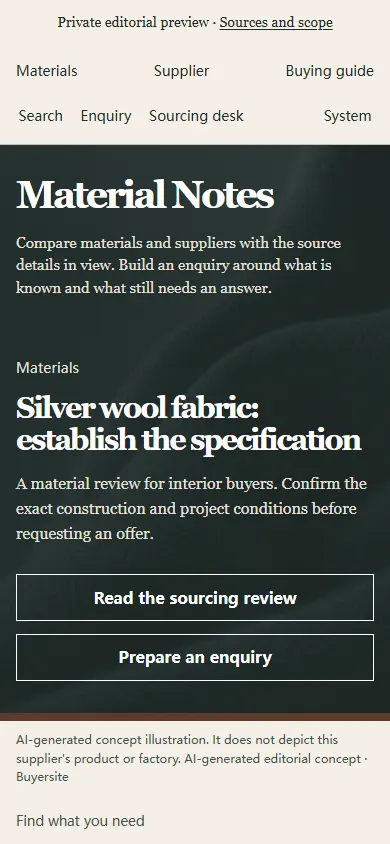 Private editorial preview · Sources and scope
Materials Supplier Buying guide
Search Enquiry Sourcing desk System
Material Notes
Compare materials and suppliers with the source
details in view. Build an enquiry around what is
known and what still needs an answer.
Materials
Silver wool fabric:
establish the specification
A material review for interior buyers. Confirm the
exact construction and project conditions before
requesting an offer.
Read the sourcing review
Prepare an enquiry
AI-generated concept illustration. It does not depict this
supplier's product or factory. AI-generated editorial concept ·
Buyersite
Find what you need